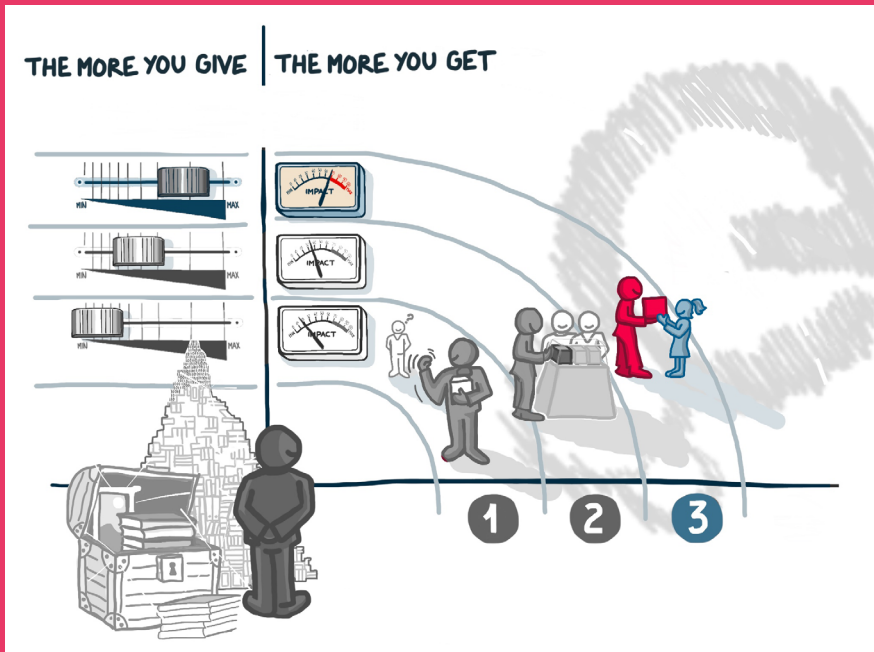 THE MORE YOU GIVE
THE MORE YOU GET
MIN
MAX
IMPACT
MIN
MAX
IMPACT
MIN
MAX
IMPACT
?
1
2
3